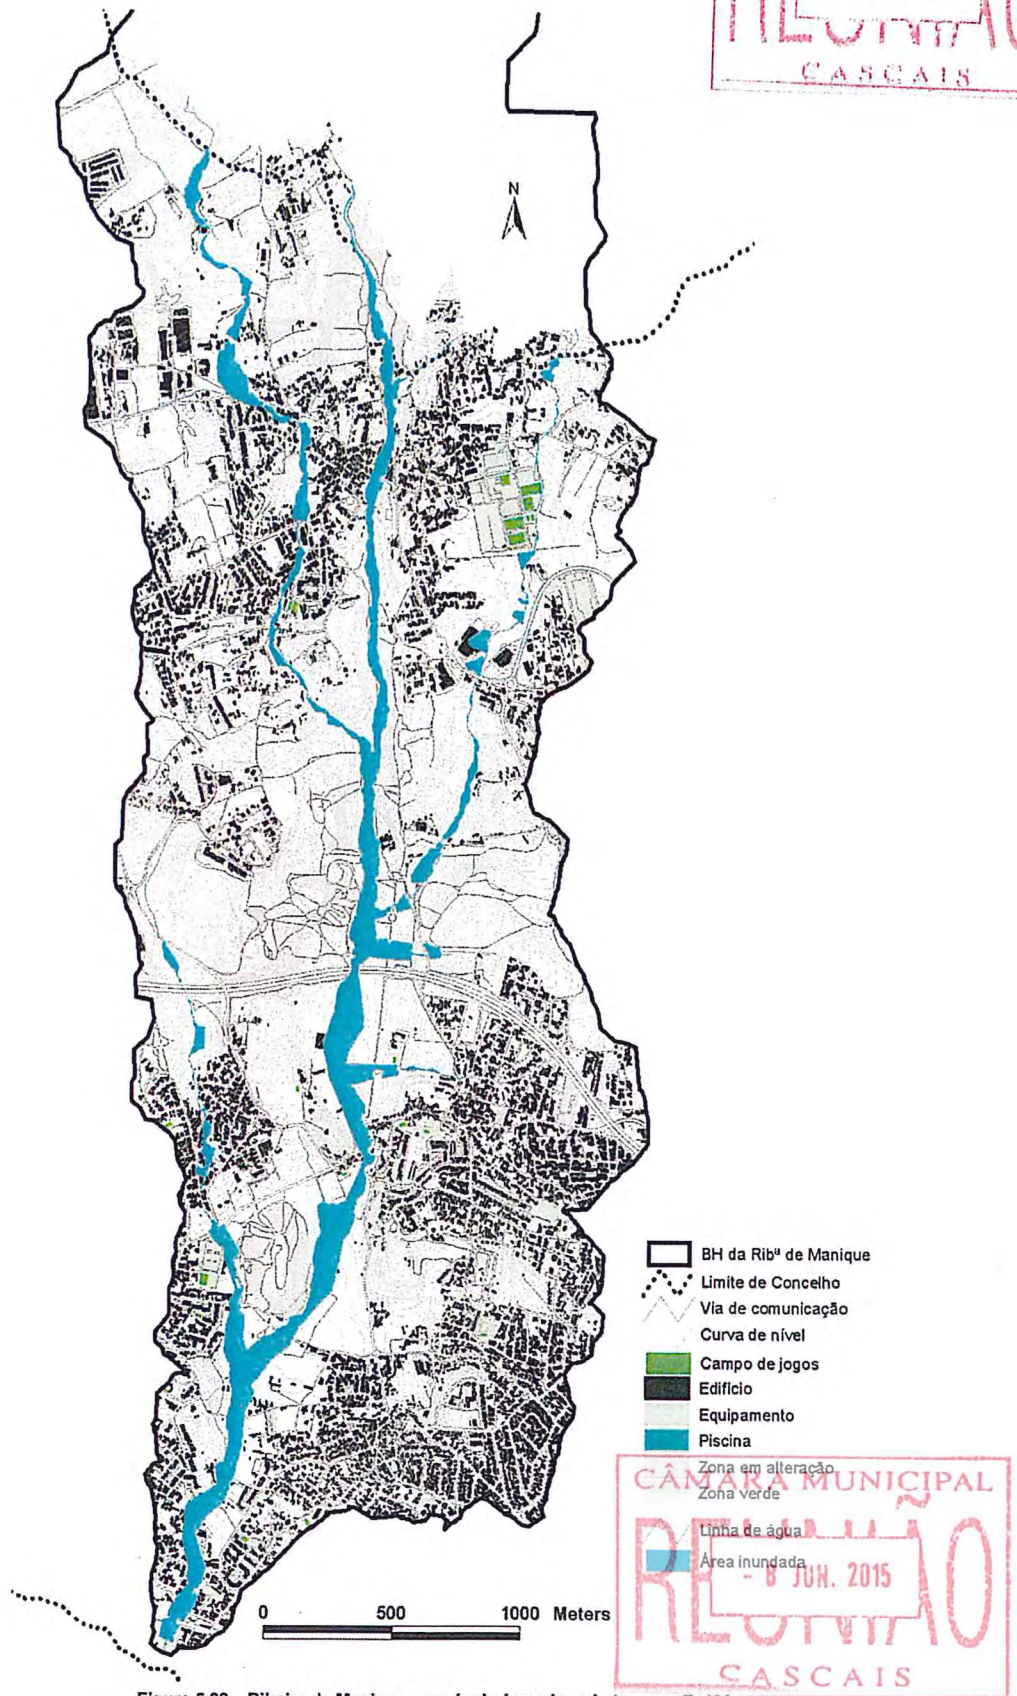 CASCAIS
N
BH da Ribª de Manique
Limite de Concelho
Via de comunicação
Curva de nível
Campo de jogos
Edifício
Equipamento
Piscina
Zona em alteração
Zona verde
Linha de água
Área inundada
0 500 1000 Meters
CÂMARA MUNICIPAL
REUNIÃO
- 8 JUN. 2015
CASCAIS